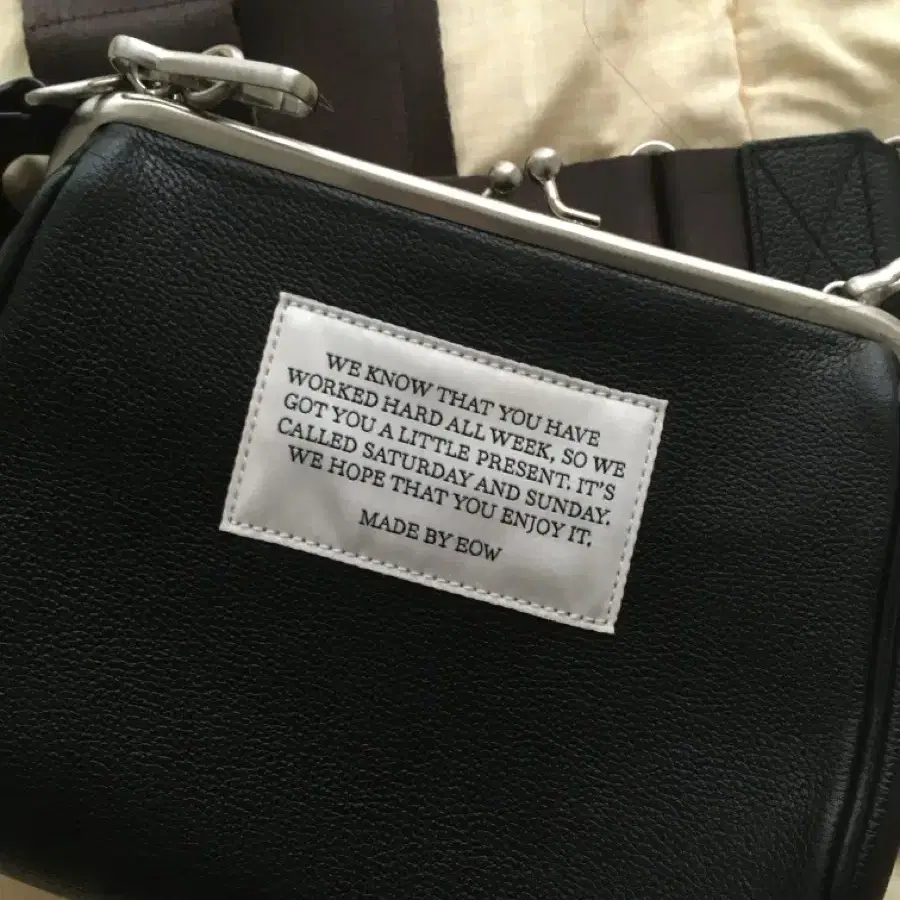 WE KNOW THAT YOU HAVE
WORKED HARD ALL WEEK, SO WE
GOT YOU A LITTLE PRESENT. IT'S
CALLED SATURDAY AND SUNDAY.
WE HOPE THAT YOU ENJOY IT.
MADE BY EOW